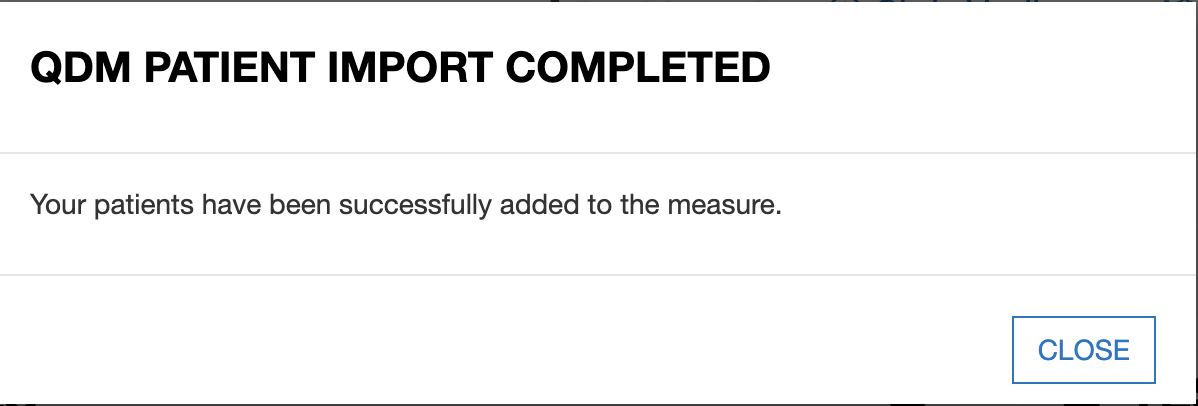 QDM PATIENT IMPORT COMPLETED
Your patients have been successfully added to the measure.
CLOSE